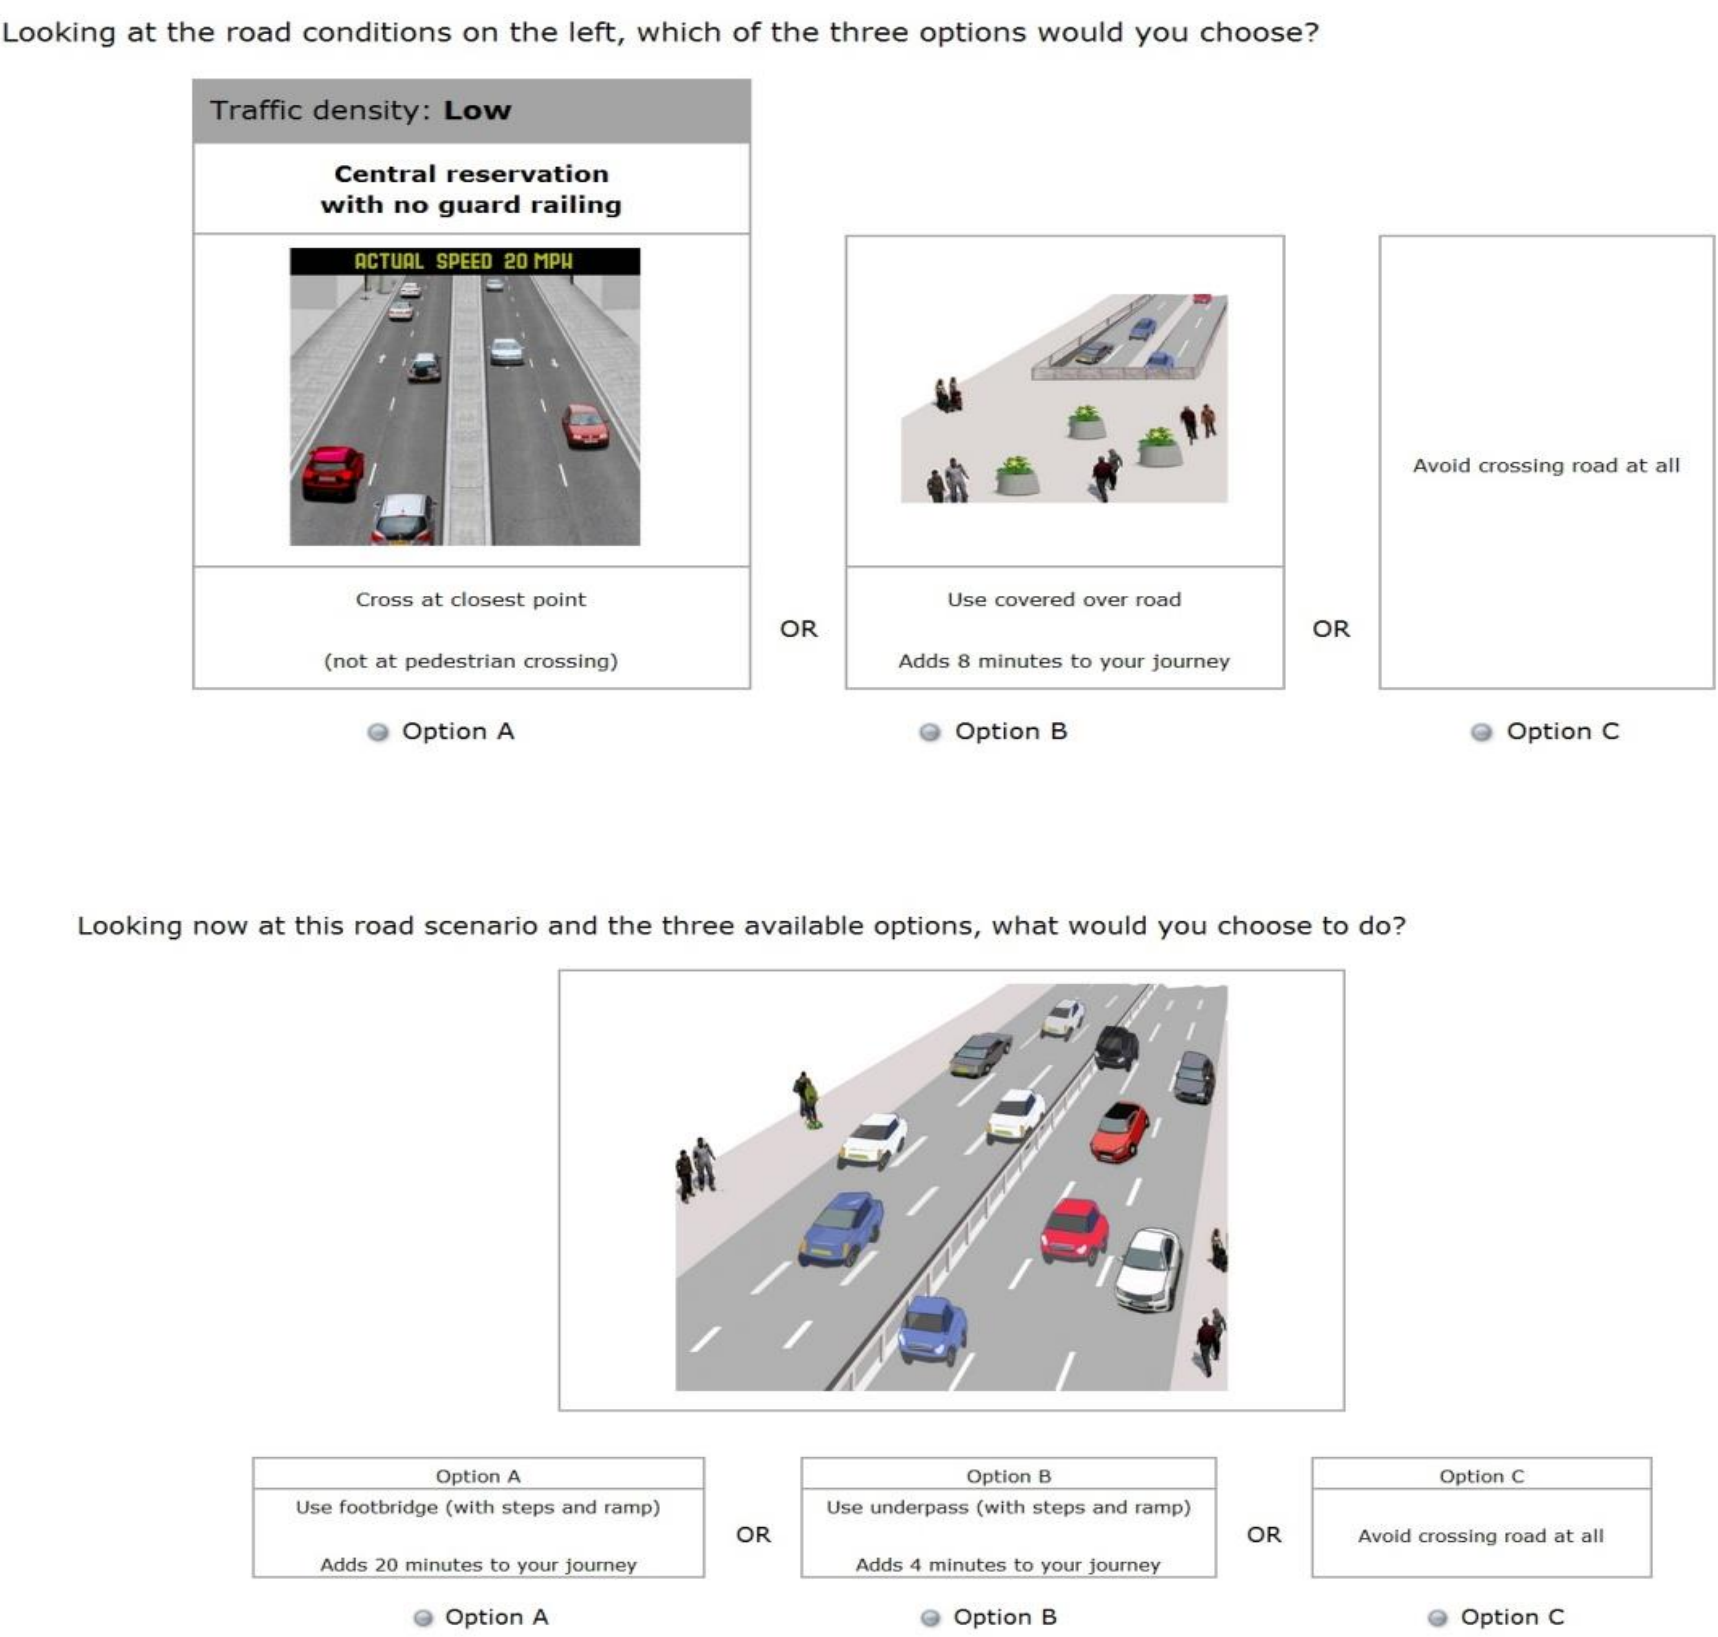 Looking at the road conditions on the left, which of the three options would you choose?
Traffic density: Low
Central reservation
with no guard railing
ACTUAL SPEED 20 MPH
Cross at closest point
(not at pedestrian crossing)
OR
Use covered over road
Adds 8 minutes to your journey
OR
Avoid crossing road at all
Option A
Option B
Option C
Looking now at this road scenario and the three available options, what would you choose to do?
Option A
Use footbridge (with steps and ramp)
Adds 20 minutes to your journey
OR
Option B
Use underpass (with steps and ramp)
Adds 4 minutes to your journey
OR
Option C
Avoid crossing road at all
Option A
Option B
Option C